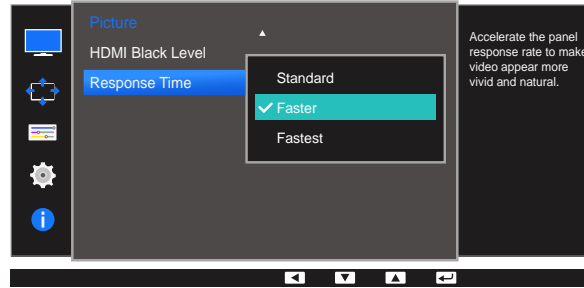 Picture
HDMI Black Level
Response Time
Standard
Faster
Fastest
Accelerate the panel
response rate to make
video appear more
vivid and natural.